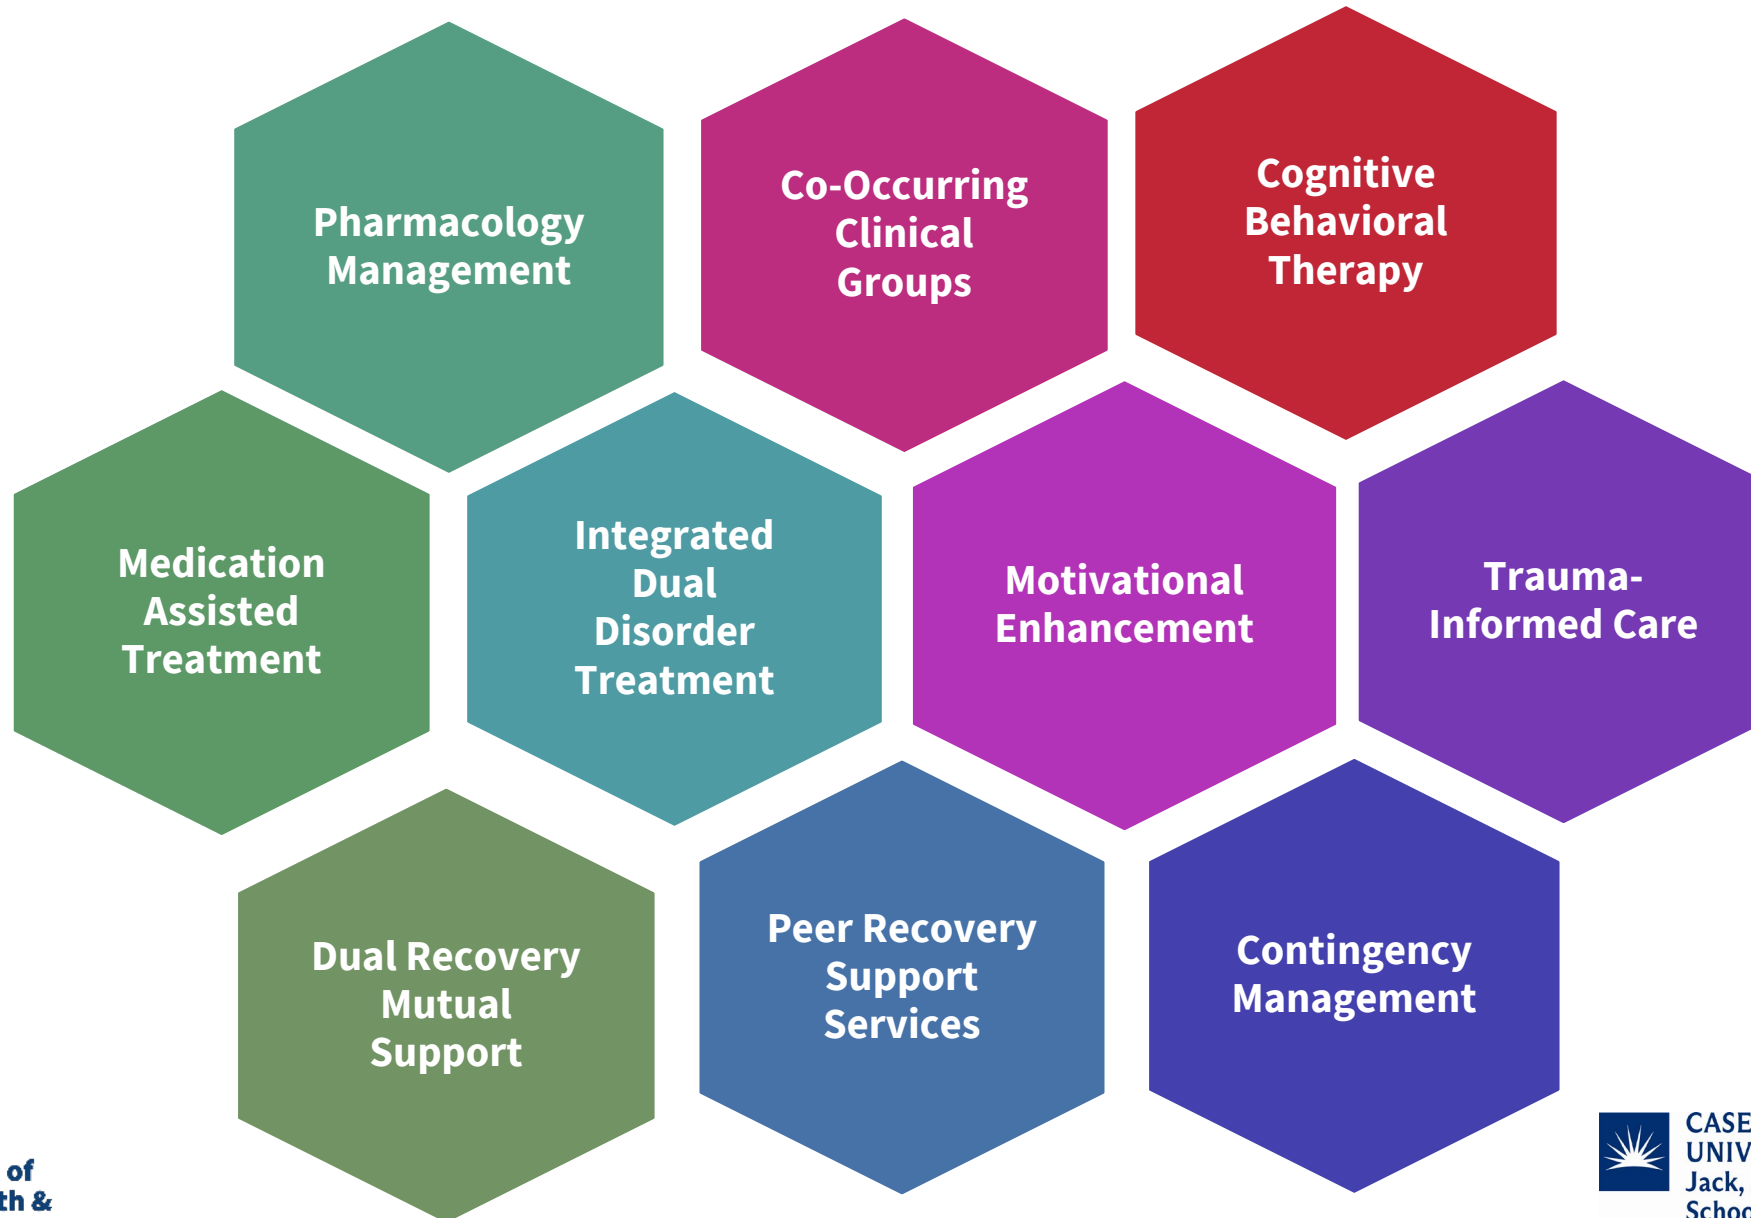 Pharmacology
Management
Co-Occurring
Clinical
Groups
Cognitive
Behavioral
Therapy
Medication
Assisted
Treatment
Integrated
Dual
Disorder
Treatment
Motivational
Enhancement
Trauma-
Informed Care
Dual Recovery
Mutual
Support
Peer Recovery
Support
Services
Contingency
Management
of
th &
CASE
UNIV
Jack,
School